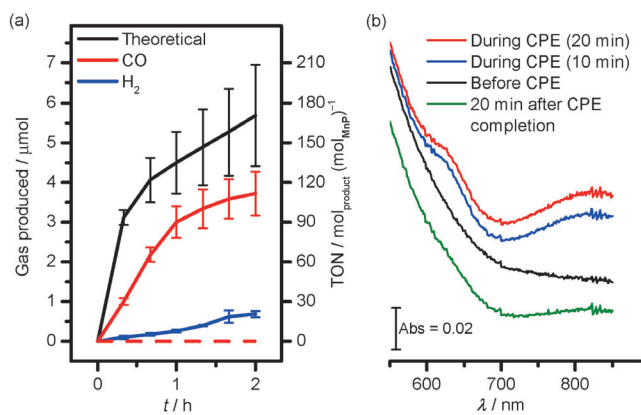 (a)
Theoretical
CO
H₂
Gas produced / μmol
7
6
5
4
3
2
1
0
210
180
150
120
90
60
30
0
TON / mol_product (mol_MnP)⁻¹
0 1 2
t / h
(b)
During CPE (20 min)
During CPE (10 min)
Before CPE
20 min after CPE
completion
Abs = 0.02
600 700 800
λ / nm